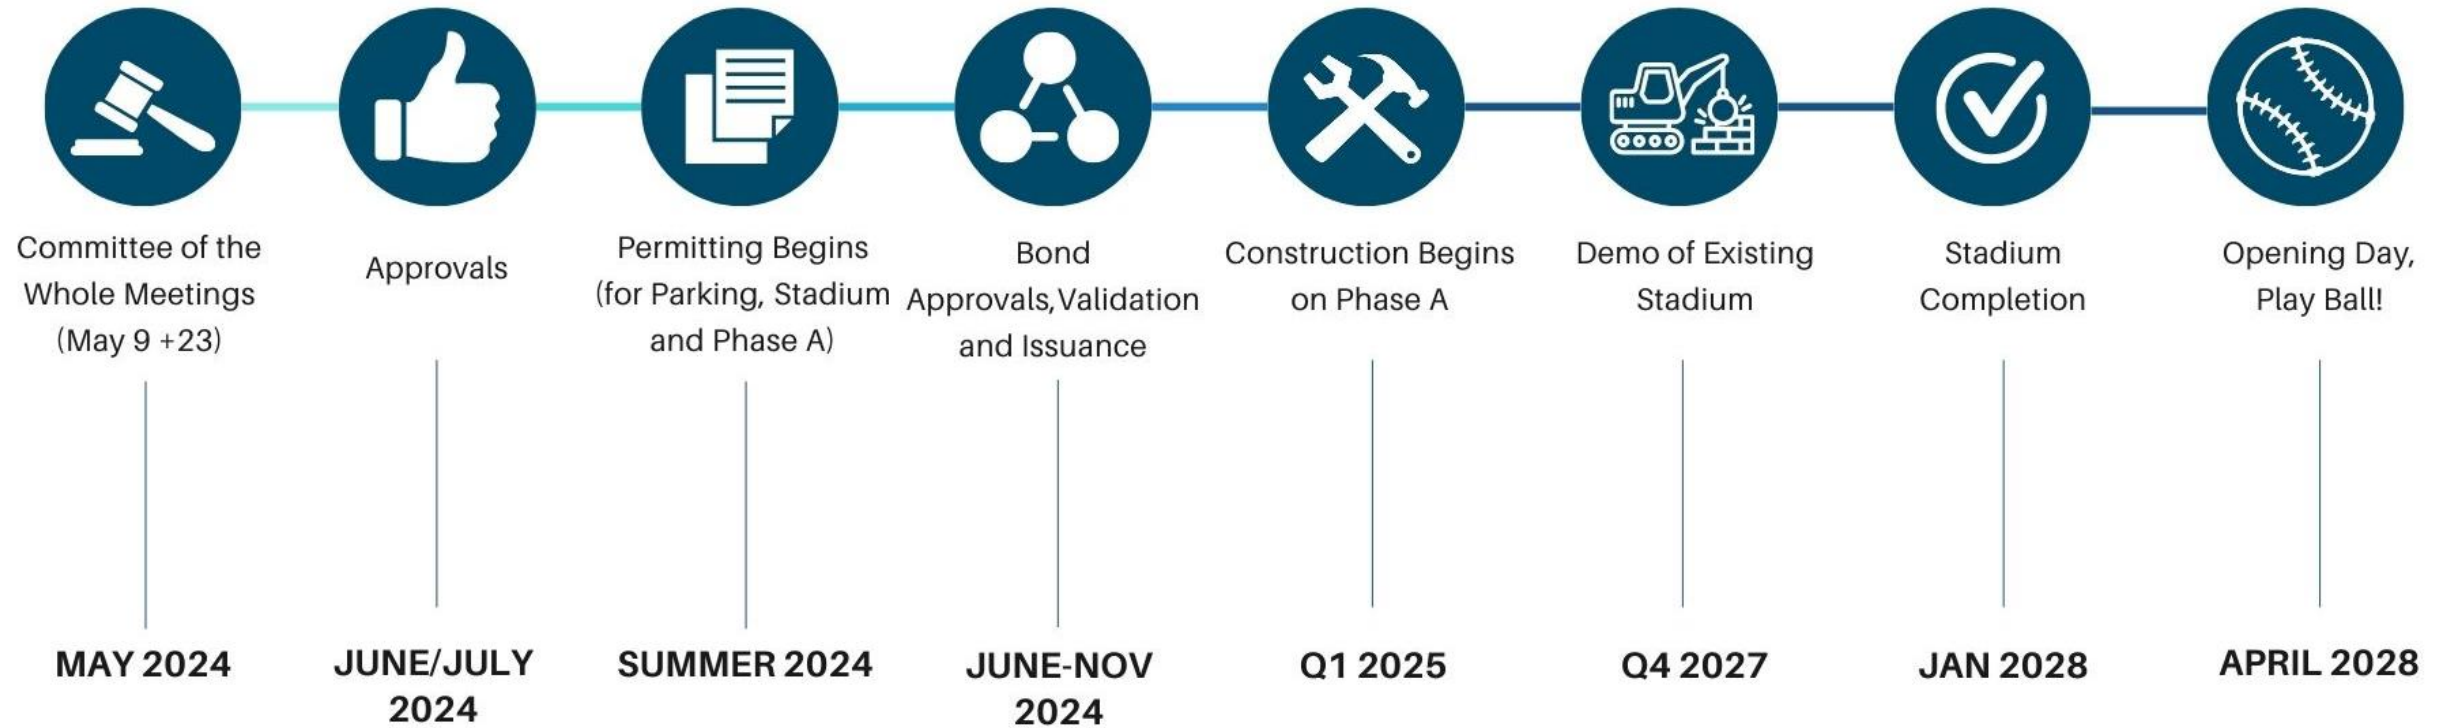 Committee of the
Whole Meetings
(May 9 +23)
MAY 2024
Approvals
JUNE/JULY
2024
Permitting Begins
(for Parking, Stadium
and Phase A)
SUMMER 2024
Bond
Approvals,Validation
and Issuance
JUNE-NOV
2024
Construction Begins
on Phase A
Q1 2025
Demo of Existing
Stadium
Q4 2027
Stadium
Completion
JAN 2028
Opening Day,
Play Ball!
APRIL 2028